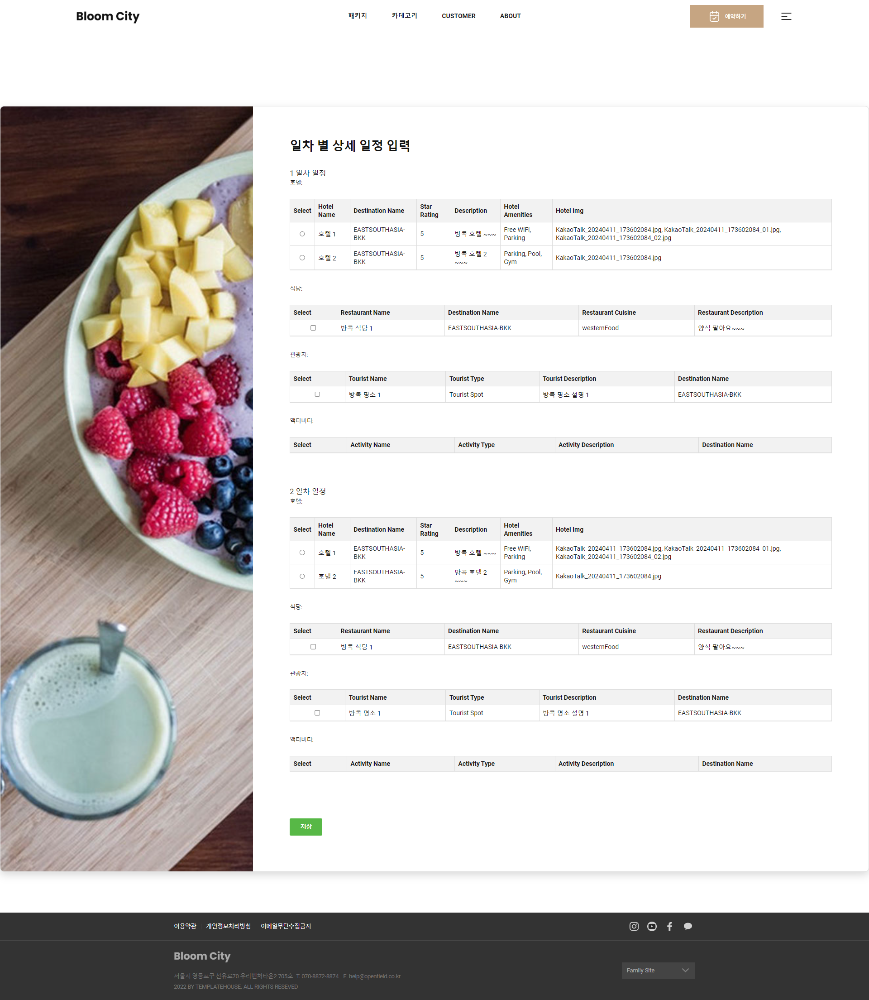 Bloom City
패키지 카테고리 CUSTOMER ABOUT
예약하기
일차 별 상세 일정 입력
1 일차 일정
호텔:
Select Hotel Name Destination Name Star Rating Description Hotel Amenities Hotel Img
호텔 1 EASTSOUTHASIA-BKK 5 방콕 호텔 ~~~ Free WiFi, Parking KakaoTalk_20240411_173602084.jpg, KakaoTalk_20240411_173602084_01.jpg, KakaoTalk_20240411_173602084_02.jpg
호텔 2 EASTSOUTHASIA-BKK 5 방콕 호텔 2 ~~~ Parking, Pool, Gym KakaoTalk_20240411_173602084.jpg
식당:
Select Restaurant Name Destination Name Restaurant Cuisine Restaurant Description
방콕 식당 1 EASTSOUTHASIA-BKK westernFood 양식 팔아요~~~
관광지:
Select Tourist Name Tourist Type Tourist Description Destination Name
방콕 명소 1 Tourist Spot 방콕 명소 설명 1 EASTSOUTHASIA-BKK
액티비티:
Select Activity Name Activity Type Activity Description Destination Name
2 일차 일정
호텔:
Select Hotel Name Destination Name Star Rating Description Hotel Amenities Hotel Img
호텔 1 EASTSOUTHASIA-BKK 5 방콕 호텔 ~~~ Free WiFi, Parking KakaoTalk_20240411_173602084.jpg, KakaoTalk_20240411_173602084_01.jpg, KakaoTalk_20240411_173602084_02.jpg
호텔 2 EASTSOUTHASIA-BKK 5 방콕 호텔 2 ~~~ Parking, Pool, Gym KakaoTalk_20240411_173602084.jpg
식당:
Select Restaurant Name Destination Name Restaurant Cuisine Restaurant Description
방콕 식당 1 EASTSOUTHASIA-BKK westernFood 양식 팔아요~~~
관광지:
Select Tourist Name Tourist Type Tourist Description Destination Name
방콕 명소 1 Tourist Spot 방콕 명소 설명 1 EASTSOUTHASIA-BKK
액티비티:
Select Activity Name Activity Type Activity Description Destination Name
저장
이용약관 개인정보처리방침 이메일무단수집금지
Bloom City
서울시 영등포구 선유로70 우리벤처타운2 705호 T. 070-8872-8874 E. help@openfield.co.kr
Family Site
2022 BY TEMPLATEHOUSE. ALL RIGHTS RESEVED